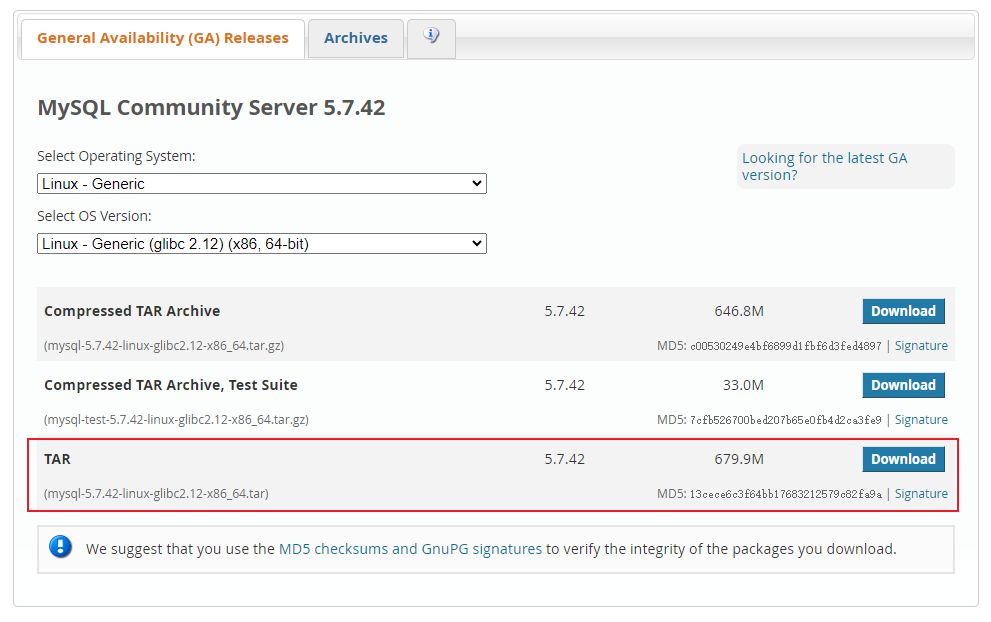 General Availability (GA) Releases
Archives
MySQL Community Server 5.7.42
Select Operating System:
Looking for the latest GA
version?
Linux - Generic
Select OS Version:
Linux - Generic (glibc 2.12) (x86, 64-bit)
Compressed TAR Archive 5.7.42 646.8M Download
(mysql-5.7.42-linux-glibc2.12-x86_64.tar.gz) MD5: c00530249e4bf6899d1fbf6d3fed4897 | Signature
Compressed TAR Archive, Test Suite 5.7.42 33.0M Download
(mysql-test-5.7.42-linux-glibc2.12-x86_64.tar.gz) MD5: 7cfb526700bed207b65e0fb4d2ca3fe9 | Signature
TAR 5.7.42 679.9M Download
(mysql-5.7.42-linux-glibc2.12-x86_64.tar) MD5: 13cece6c3f64bb17683212579c82fa9a | Signature
We suggest that you use the MD5 checksums and GnuPG signatures to verify the integrity of the packages you download.